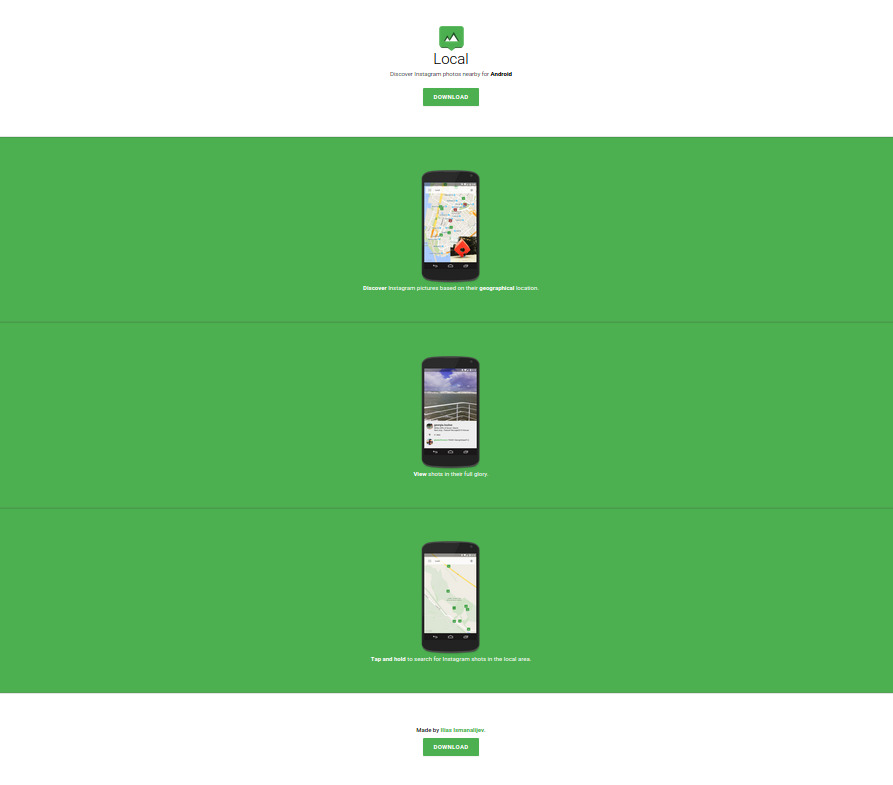 Local
Discover Instagram photos nearby for Android
DOWNLOAD
Discover Instagram pictures based on their geographical location.
View shots in their full glory.
Tap and hold to search for Instagram shots in the local area.
Made by Ilias Ismanalijev.
DOWNLOAD